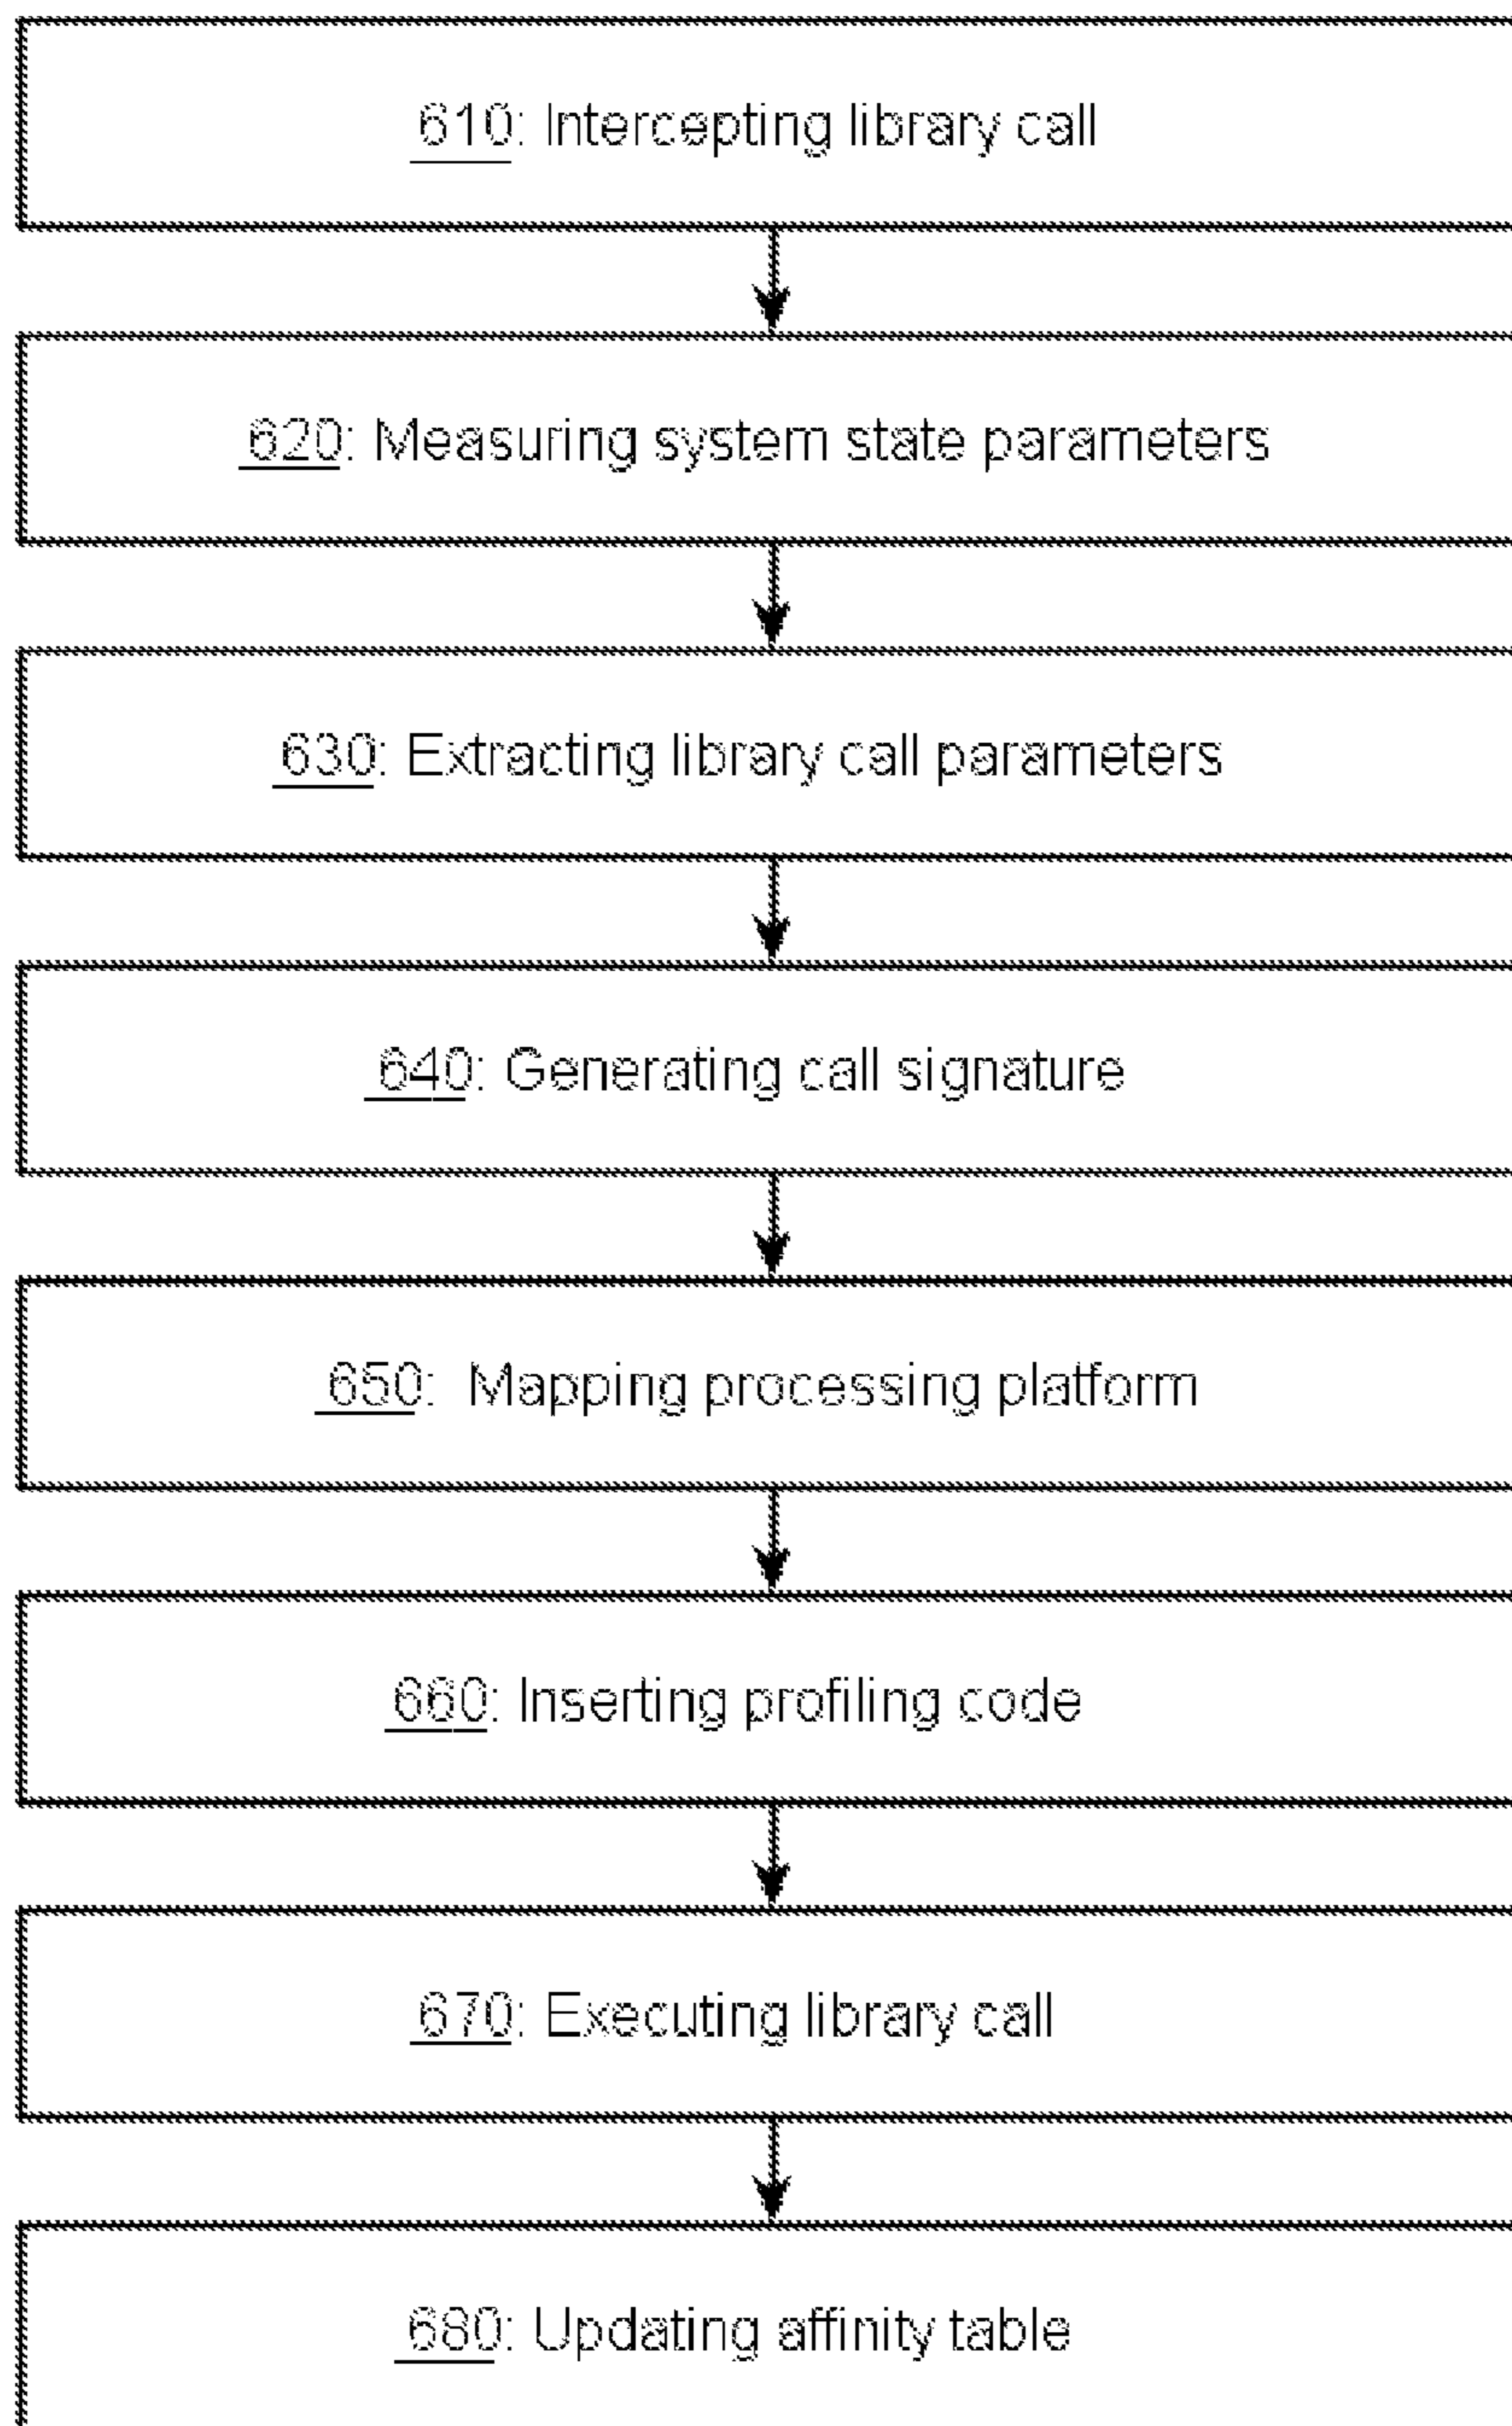 610: Intercepting library call
620: Measuring system state parameters
630: Extracting library call parameters
640: Generating call signature
650: Mapping processing platform
660: Inserting profiling code
670: Executing library call
680: Updating affinity table